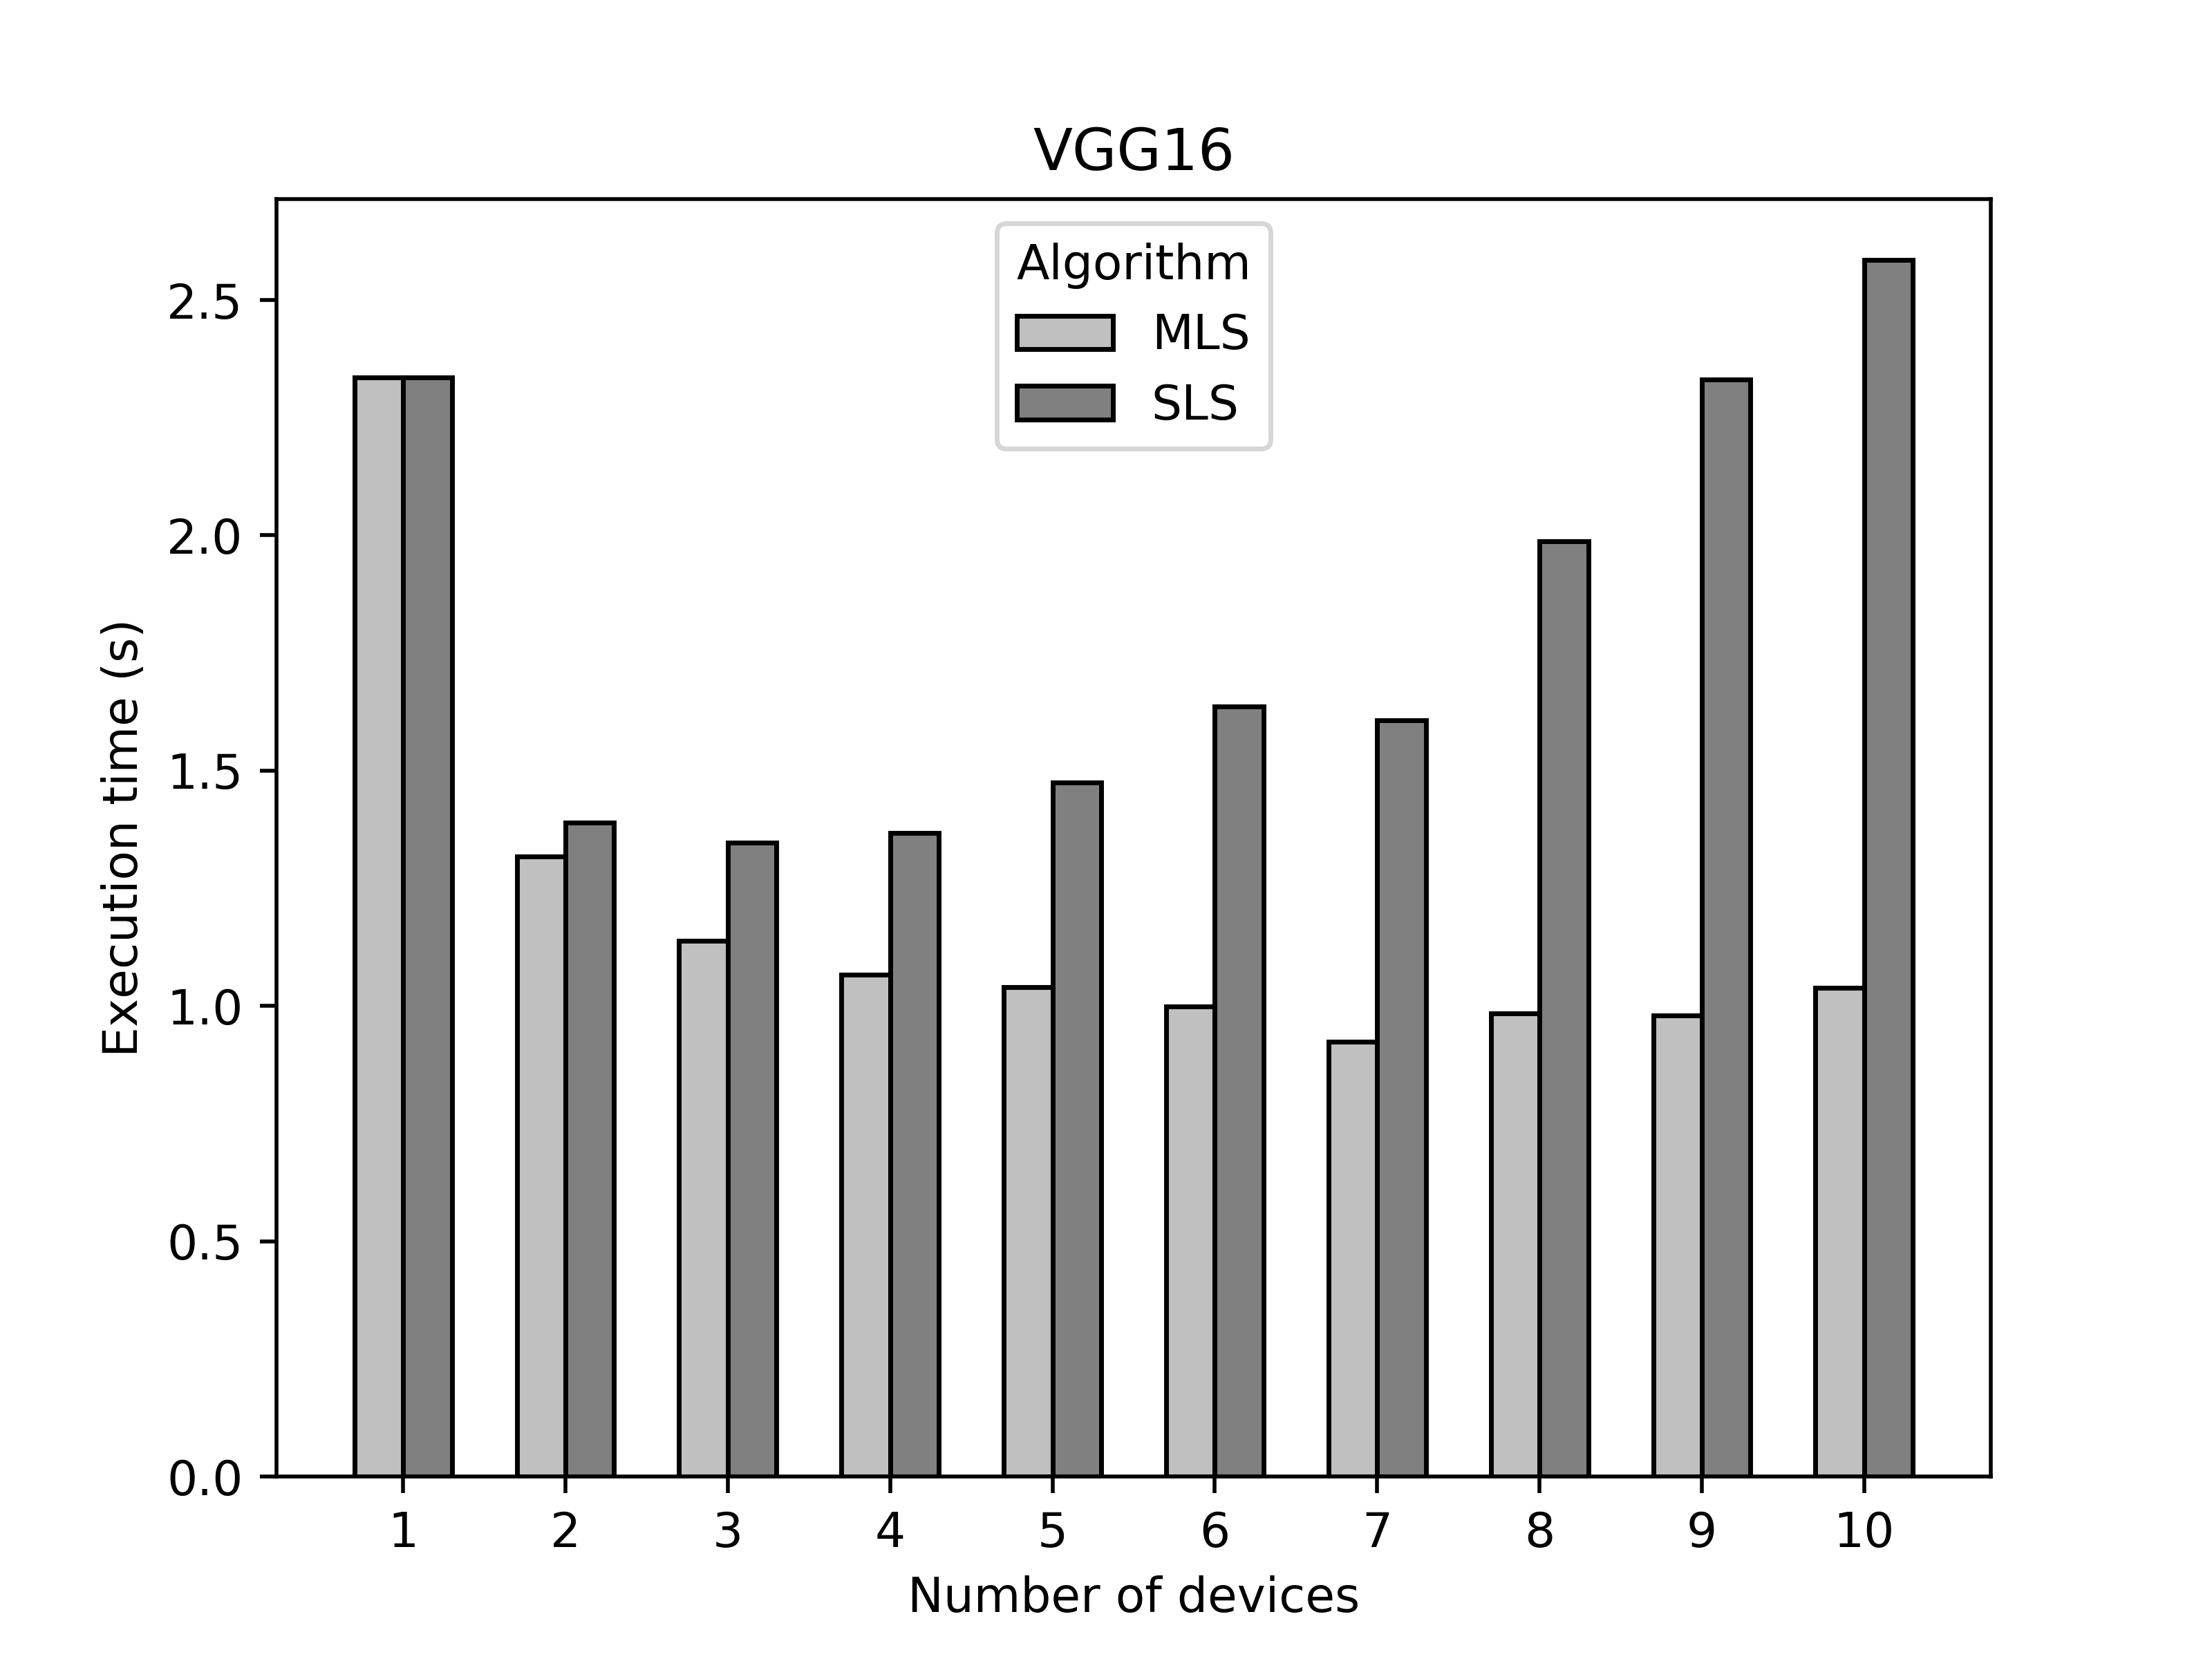 VGG16
Algorithm
MLS
SLS
Execution time (s)
2.5
2.0
1.5
1.0
0.5
0.0
1 2 3 4 5 6 7 8 9 10
Number of devices